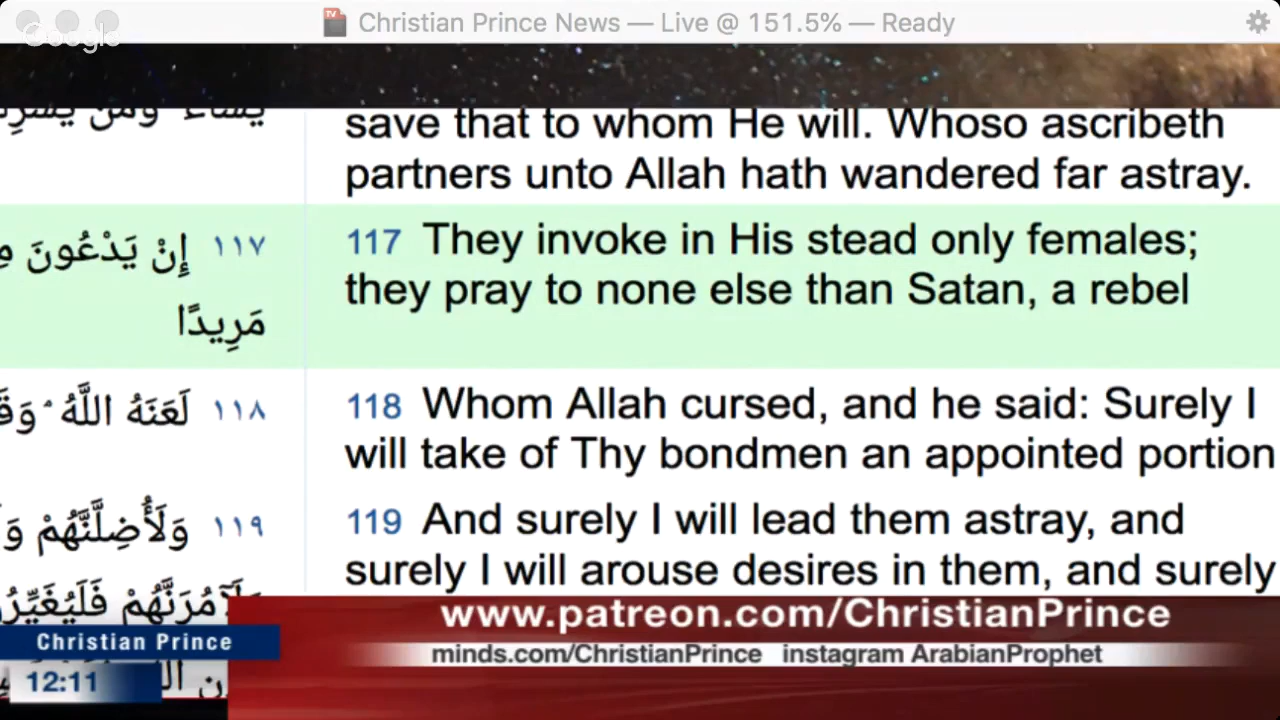 Christian Prince News — Live @ 151.5% — Ready
Google
save that to whom He will. Whoso ascribeth
partners unto Allah hath wandered far astray.
١١٧ إِنْ يَدْعُونَ
117 They invoke in His stead only females;
they pray to none else than Satan, a rebel
مَرِيدًا
١١٨ لَعَنَهُ اللَّهُ
118 Whom Allah cursed, and he said: Surely I
will take of Thy bondmen an appointed portion
١١٩ وَلَأُضِلَّنَّهُمْ
119 And surely I will lead them astray, and
surely I will arouse desires in them, and surely
www.patreon.com/ChristianPrince
Christian Prince
minds.com/ChristianPrince instagram ArabianProphet
12:11